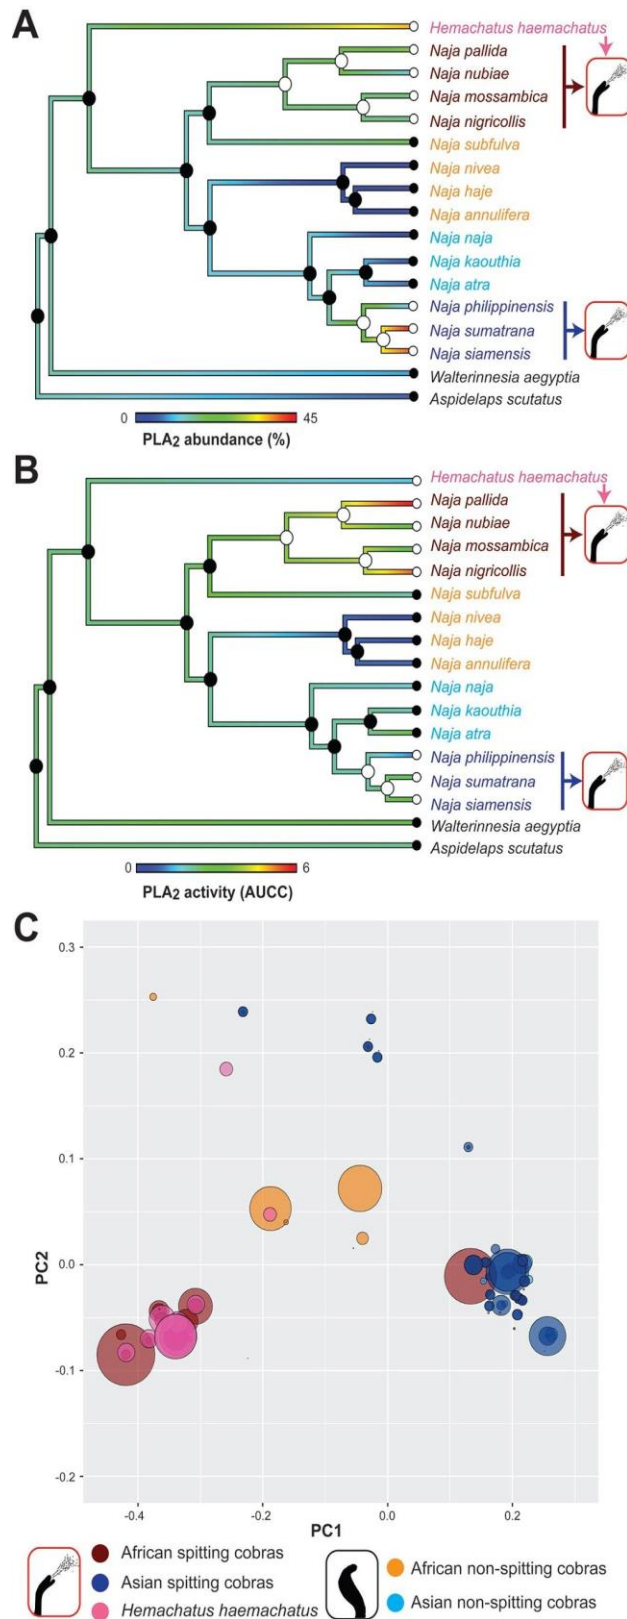 A
Hemachatus haemachatus
Naja pallida
Naja nubiae
Naja mossambica
Naja nigricollis
Naja subfulva
Naja nivea
Naja haje
Naja annulifera
Naja naja
Naja kaouthia
Naja atra
Naja philippinensis
Naja sumatrana
Naja siamensis
Walterinnesia aegyptia
Aspidelaps scutatus
0 45
PLA2 abundance (%)
B
Hemachatus haemachatus
Naja pallida
Naja nubiae
Naja mossambica
Naja nigricollis
Naja subfulva
Naja nivea
Naja haje
Naja annulifera
Naja naja
Naja kaouthia
Naja atra
Naja philippinensis
Naja sumatrana
Naja siamensis
Walterinnesia aegyptia
Aspidelaps scutatus
0 6
PLA2 activity (AUCC)
C
0.3
0.2
0.1
PC2
0.0
-0.1
-0.2
-0.4 -0.2 0.0 0.2
PC1
African spitting cobras
Asian spitting cobras
Hemachatus haemachatus
African non-spitting cobras
Asian non-spitting cobras